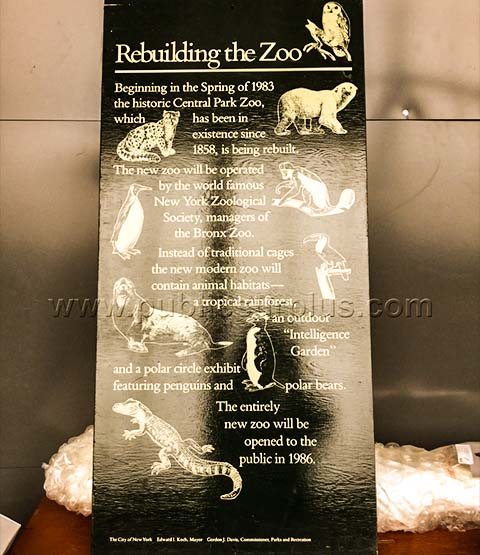 Rebuilding the Zoo
Beginning in the Spring of 1983
the historic Central Park Zoo,
which has been in
existence since
1858, is being rebuilt.
The new zoo will be operated
by the world famous
New York Zoological
Society, managers of
the Bronx Zoo.
Instead of traditional cages
the new modern zoo will
contain animal habitats—
a tropical rainforest,
an outdoor
“Intelligence
Garden”
and a polar circle exhibit
featuring penguins and polar bears.
The entirely
new zoo will be
opened to the
public in 1986.
The City of New York Edward I. Koch, Mayor Gordon J. Davis, Commissioner, Parks and Recreation
www.publicsurplus.com